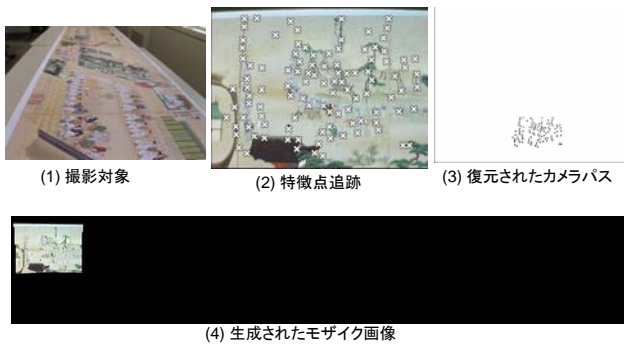 (1) 撮影対象
(2) 特徴点追跡
(3) 復元されたカメラパス
(4) 生成されたモザイク画像